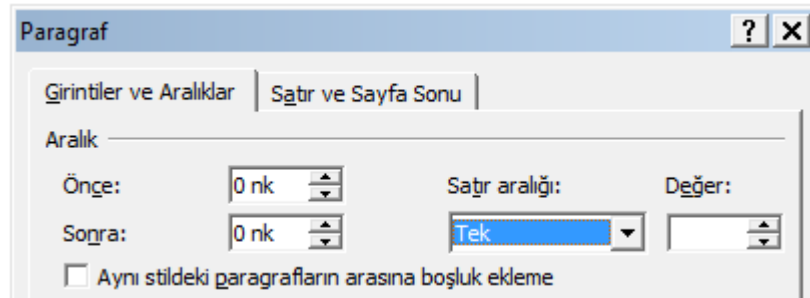 Paragraf ? X
Girintiler ve Aralıklar Satır ve Sayfa Sonu
Aralık
Önce: 0 nk Satır aralığı: Değer:
Sonra: 0 nk Tek
Aynı stildeki paragrafların arasına boşluk ekleme